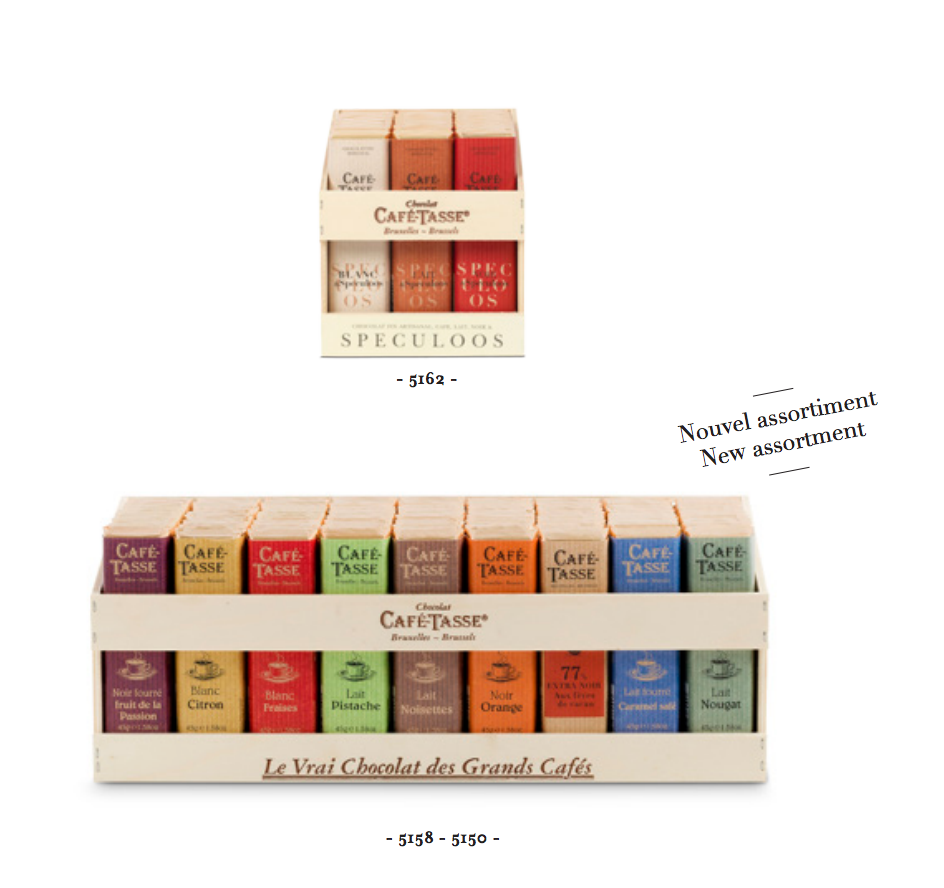 CAFÉ-
TASSE
CAFÉ-
TASSE
CAFÉ-
TASSE
Chocolat
CAFÉ-TASSE®
Bruxelles – Brussels
BLANC
SPECULOOS
SPECULOOS
SPECULOOS
SPECULOOS
- 5162 -
Nouvel assortiment
New assortment
CAFÉ-
TASSE
CAFÉ-
TASSE
CAFÉ-
TASSE
CAFÉ-
TASSE
CAFÉ-
TASSE
CAFÉ-
TASSE
CAFÉ-
TASSE
CAFÉ-
TASSE
CAFÉ-
TASSE
Chocolat
CAFÉ-TASSE®
Bruxelles – Brussels
Noir fourré
fruit de la
Passion
Blanc
Citron
Blanc
Fraises
Lait
Pistache
Lait
Noisettes
Noir
Orange
77%
EXTRA NOIR
Aux fèves
de cacao
Lait fourré
Caramel salé
Lait
Nougat
Le Vrai Chocolat des Grands Cafés
- 5158 - 5150 -